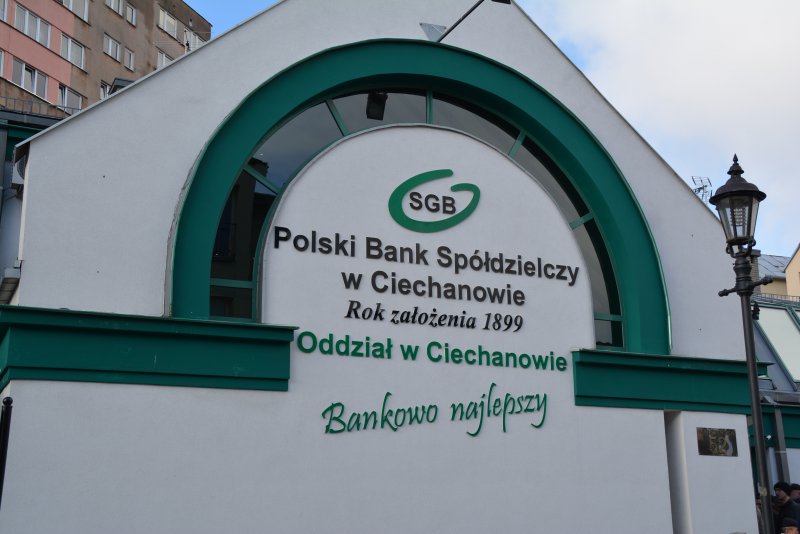 SGB
Polski Bank Spółdzielczy
w Ciechanowie
Rok założenia 1899
Oddział w Ciechanowie
Bankowo najlepszy